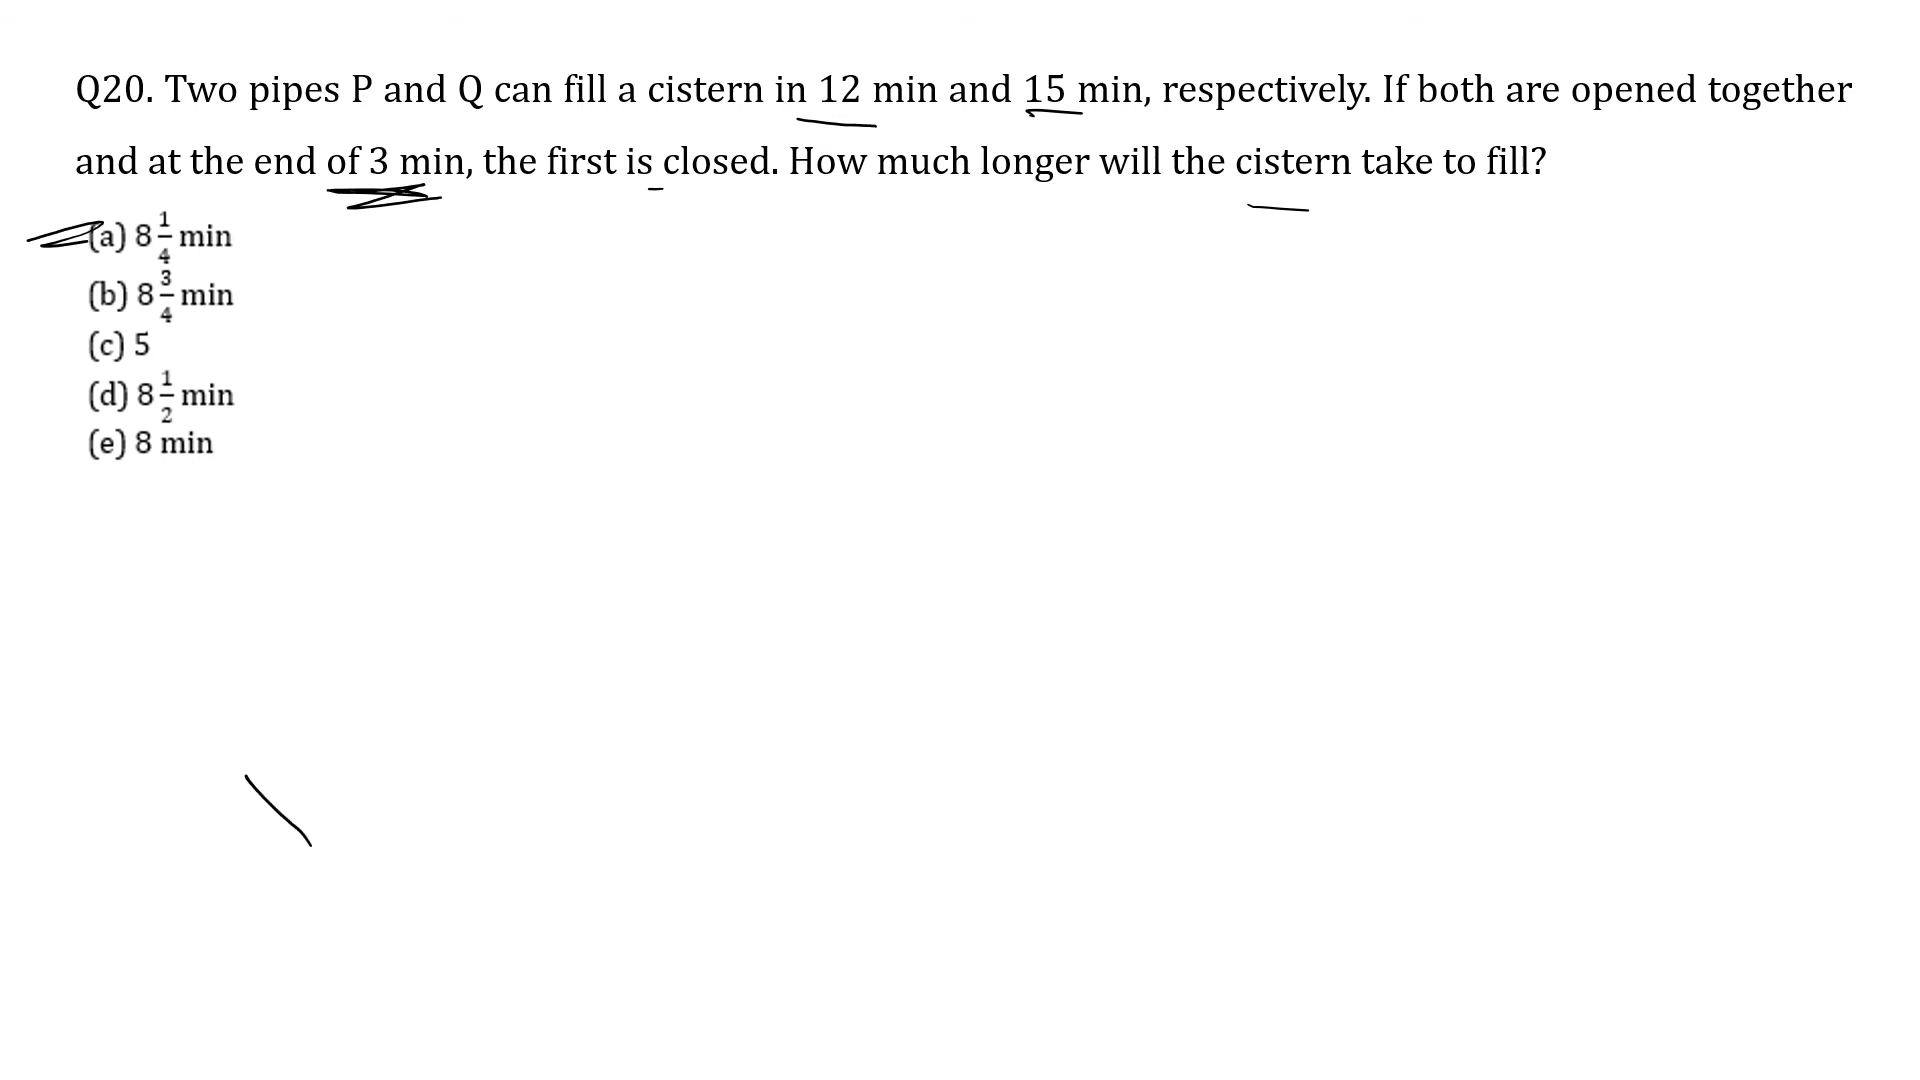 Q20. Two pipes P and Q can fill a cistern in 12 min and 15 min, respectively. If both are opened together
and at the end of 3 min, the first is closed. How much longer will the cistern take to fill?
(a) 8 1/4 min
(b) 8 3/4 min
(c) 5
(d) 8 1/2 min
(e) 8 min